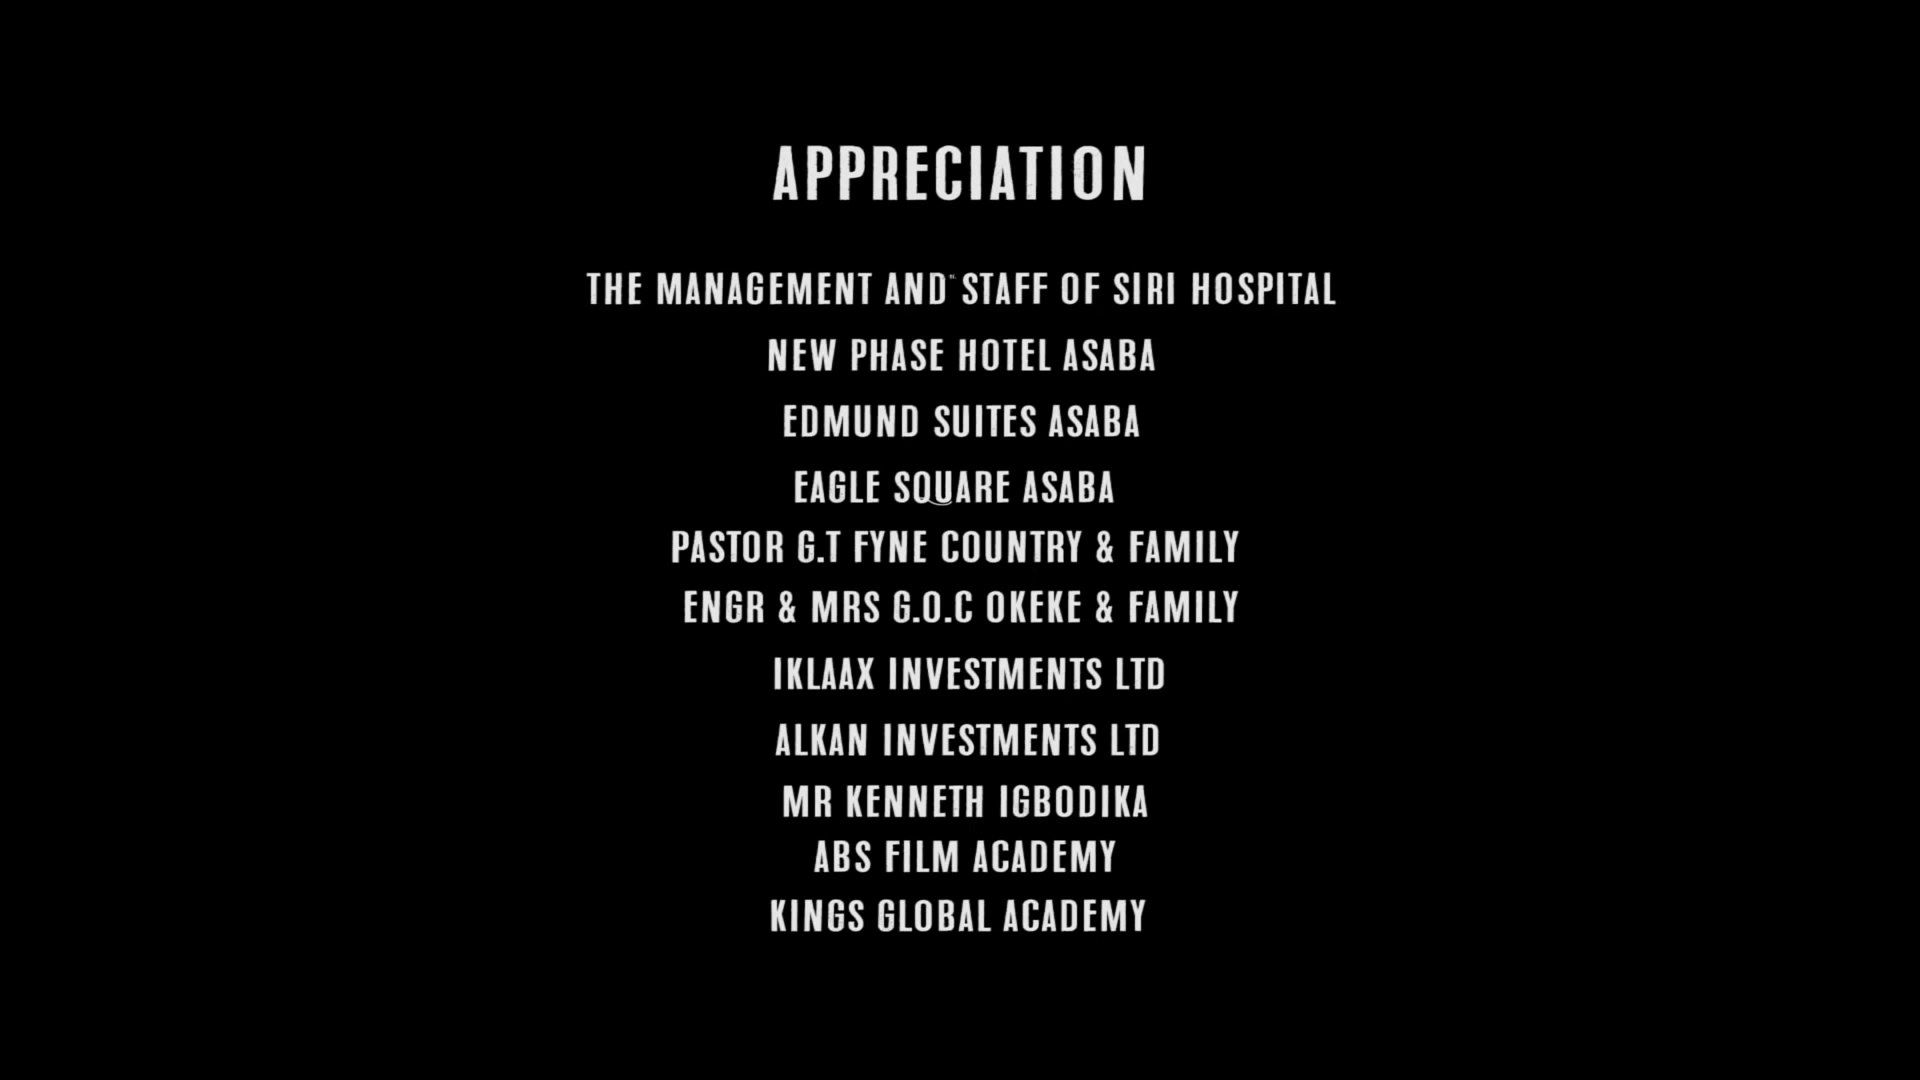 APPRECIATION
THE MANAGEMENT AND STAFF OF SIRI HOSPITAL
NEW PHASE HOTEL ASABA
EDMUND SUITES ASABA
EAGLE SQUARE ASABA
PASTOR G.T FYNE COUNTRY & FAMILY
ENGR & MRS G.O.C OKEKE & FAMILY
IKLAAX INVESTMENTS LTD
ALKAN INVESTMENTS LTD
MR KENNETH IGBODIKA
ABS FILM ACADEMY
KINGS GLOBAL ACADEMY